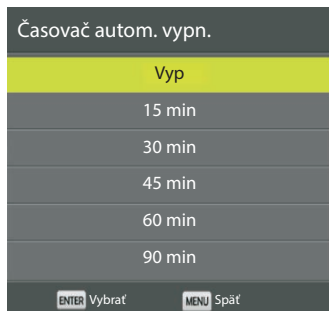 Časovač autom. vypn.
Vyp
15 min
30 min
45 min
60 min
90 min
ENTER Vybrať MENU Späť